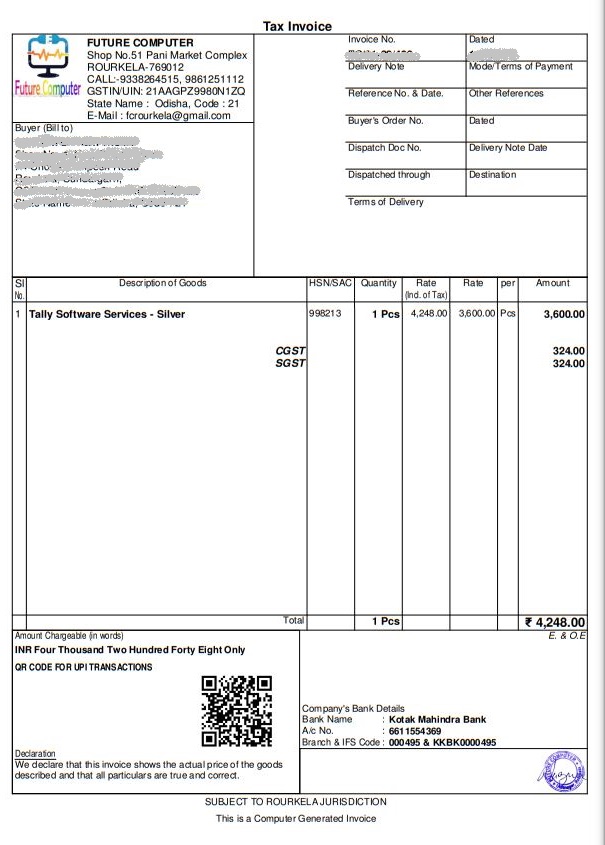 Tax Invoice
Future Computer
FUTURE COMPUTER
Shop No.51 Pani Market Complex
ROURKELA-769012
CALL:-9338264515, 9861251112
GSTIN/UIN: 21AAGPZ9980N1ZQ
State Name : Odisha, Code : 21
E-Mail : fcrourkela@gmail.com
Invoice No.
Dated
Delivery Note
Mode/Terms of Payment
Reference No. & Date.
Other References
Buyer's Order No.
Dated
Dispatch Doc No.
Delivery Note Date
Dispatched through
Destination
Terms of Delivery
Buyer (Bill to)
Sl No. Description of Goods HSN/SAC Quantity Rate (Incl. of Tax) Rate per Amount
1 Tally Software Services - Silver 998213 1 Pcs 4,248.00 3,600.00 Pcs 3,600.00
CGST 324.00
SGST 324.00
Total 1 Pcs ₹ 4,248.00
Amount Chargeable (in words) E. & O.E
INR Four Thousand Two Hundred Forty Eight Only
QR CODE FOR UPI TRANSACTIONS
Company's Bank Details
Bank Name : Kotak Mahindra Bank
A/c No. : 6611554369
Branch & IFS Code : 000495 & KKBK0000495
Declaration
We declare that this invoice shows the actual price of the goods
described and that all particulars are true and correct.
SUBJECT TO ROURKELA JURISDICTION
This is a Computer Generated Invoice